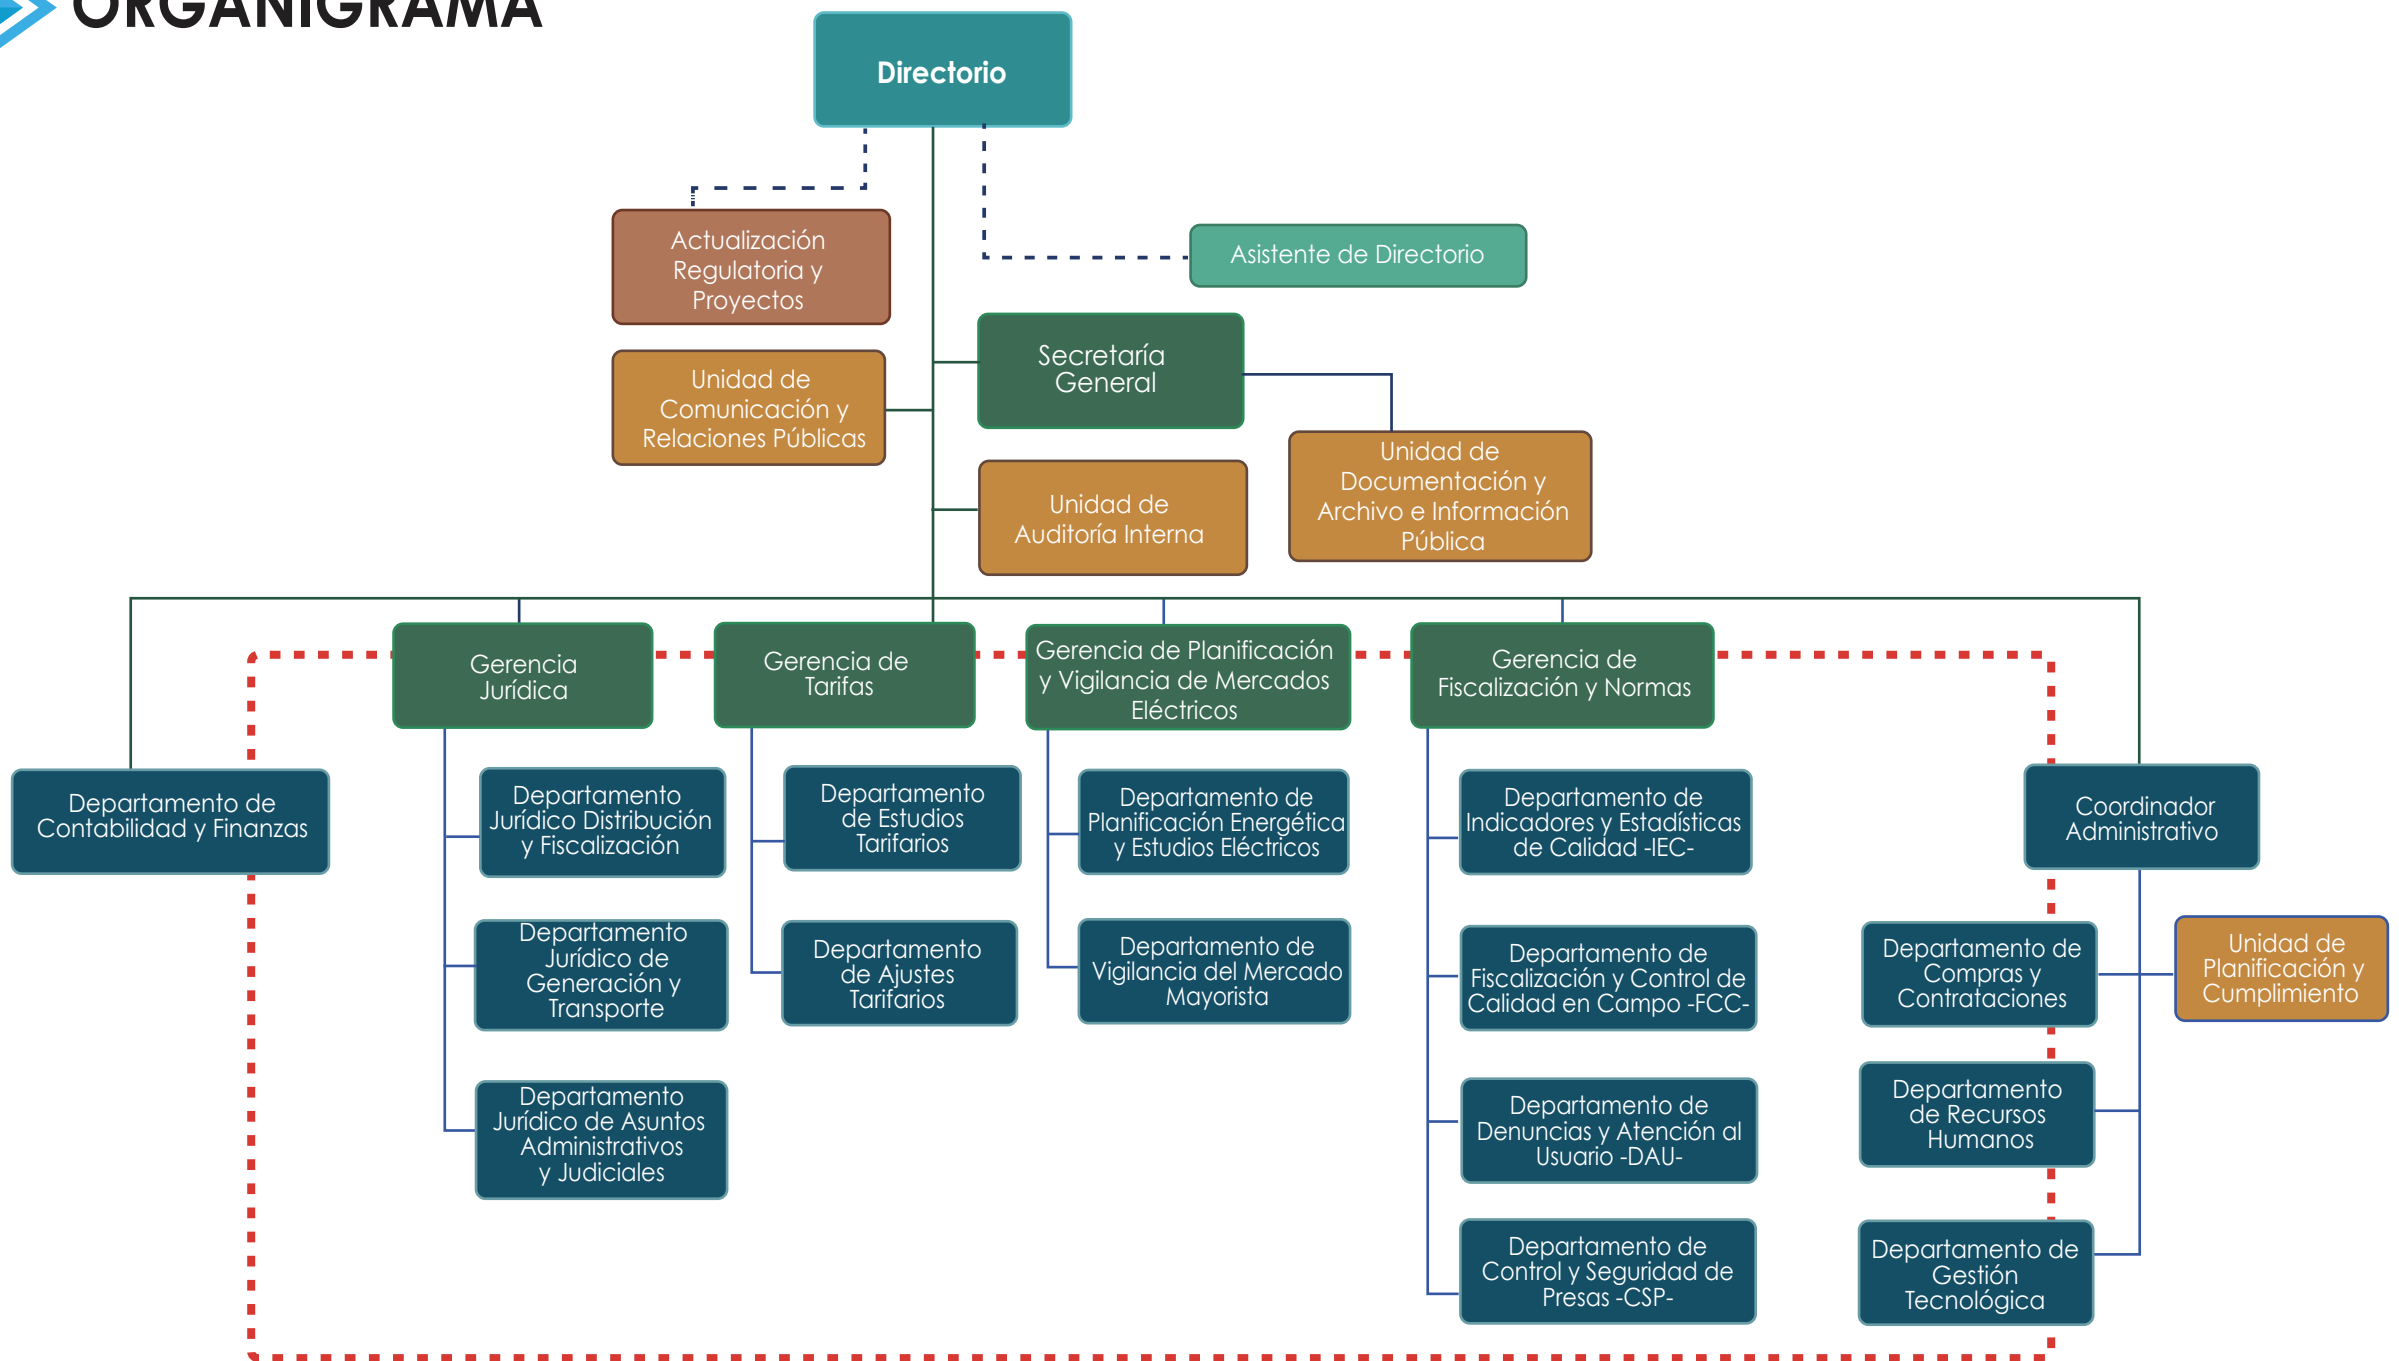 ORGANIGRAMA
Directorio
Actualización
Regulatoria y
Proyectos
Asistente de Directorio
Secretaría
General
Unidad de
Comunicación y
Relaciones Públicas
Unidad de
Documentación y
Archivo e Información
Pública
Unidad de
Auditoría Interna
Gerencia
Jurídica
Gerencia de
Tarifas
Gerencia de Planificación
y Vigilancia de Mercados
Eléctricos
Gerencia de
Fiscalización y Normas
Departamento de
Contabilidad y Finanzas
Departamento
Jurídico Distribución
y Fiscalización
Departamento
de Estudios
Tarifarios
Departamento de
Planificación Energética
y Estudios Eléctricos
Departamento de
Indicadores y Estadísticas
de Calidad -IEC-
Coordinador
Administrativo
Departamento
Jurídico de
Generación y
Transporte
Departamento
de Ajustes
Tarifarios
Departamento de
Vigilancia del Mercado
Mayorista
Departamento de
Fiscalización y Control de
Calidad en Campo -FCC-
Departamento de
Compras y
Contrataciones
Unidad de
Planificación y
Cumplimiento
Departamento
Jurídico de Asuntos
Administrativos
y Judiciales
Departamento de
Denuncias y Atención al
Usuario -DAU-
Departamento
de Recursos
Humanos
Departamento de
Control y Seguridad de
Presas -CSP-
Departamento de
Gestión
Tecnológica